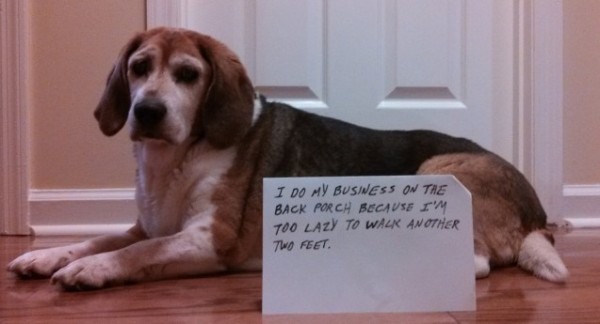 I DO MY BUSINESS ON THE
BACK PORCH BECAUSE I'M
TOO LAZY TO WALK ANOTHER
TWO FEET.